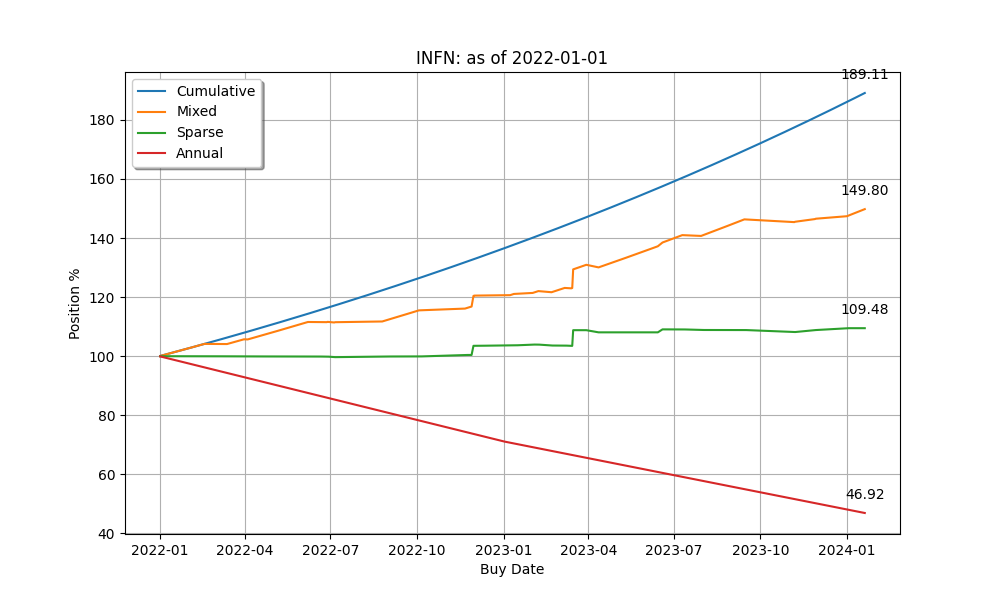 INFN: as of 2022-01-01
Cumulative
Mixed
Sparse
Annual
189.11
149.80
109.48
46.92
180
160
140
120
100
80
60
40
Position %
2022-01 2022-04 2022-07 2022-10 2023-01 2023-04 2023-07 2023-10 2024-01
Buy Date